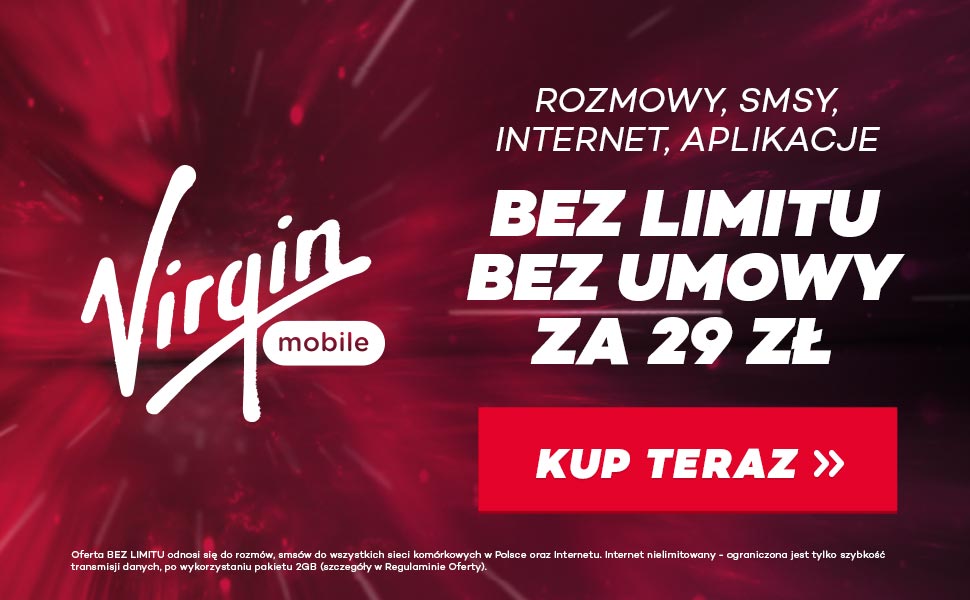 Virgin
mobile
ROZMOWY, SMSY,
INTERNET, APLIKACJE
BEZ LIMITU
BEZ UMOWY
ZA 29 ZŁ
KUP TERAZ »
Oferta BEZ LIMITU odnosi się do rozmów, smsów do wszystkich sieci komórkowych w Polsce oraz Internetu. Internet nielimitowany - ograniczona jest tylko szybkość
transmisji danych, po wykorzystaniu pakietu 2GB (szczegóły w Regulaminie Oferty).